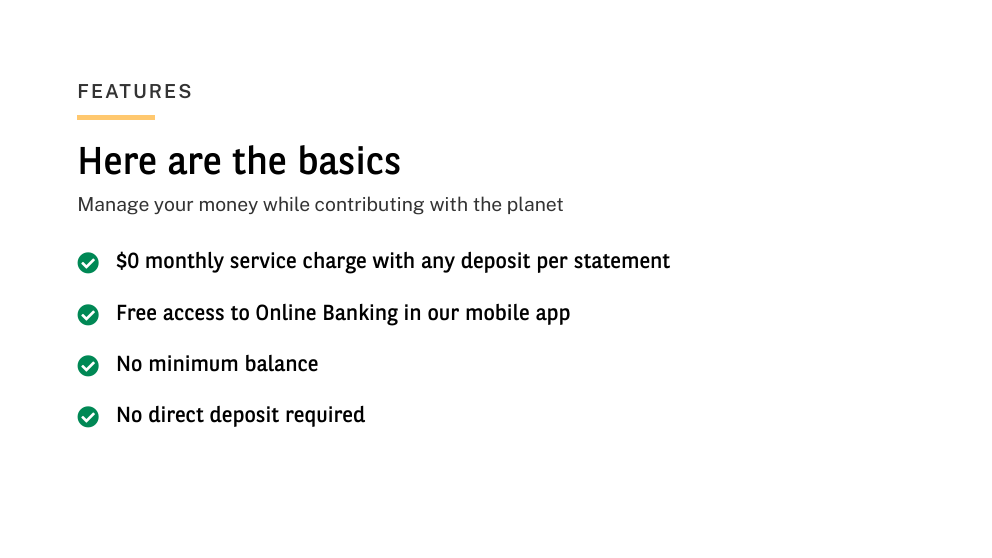 FEATURES
Here are the basics
Manage your money while contributing with the planet
$0 monthly service charge with any deposit per statement
Free access to Online Banking in our mobile app
No minimum balance
No direct deposit required